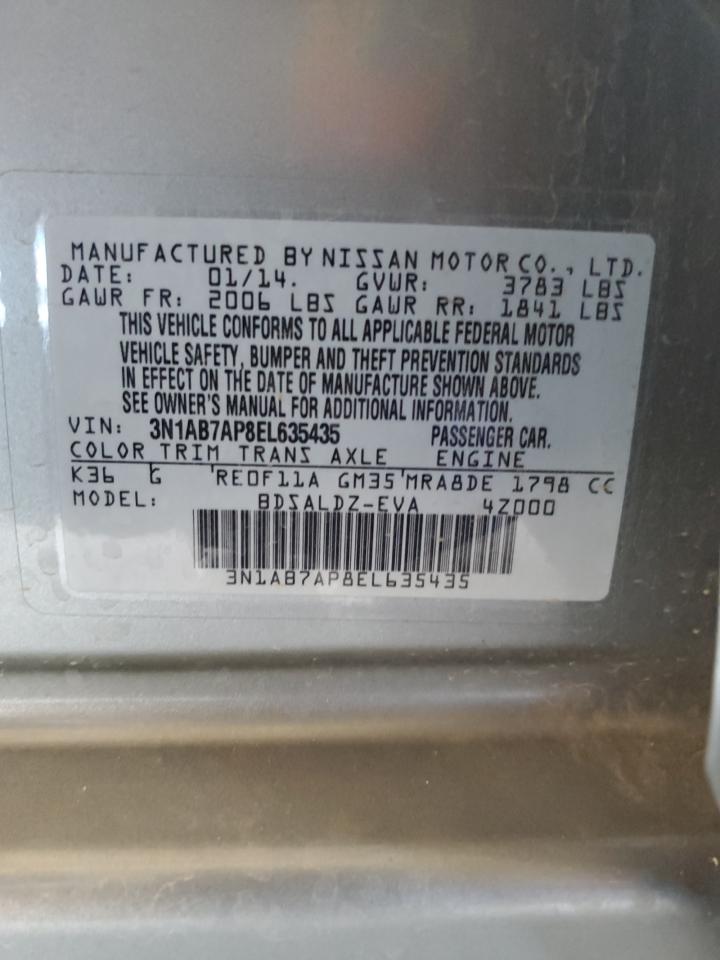 MANUFACTURED BY NISSAN MOTOR CO., LTD.
DATE: 01/14. GVWR: 3783 LBS
GAWR FR: 2006 LBS GAWR RR: 1841 LBS
THIS VEHICLE CONFORMS TO ALL APPLICABLE FEDERAL MOTOR
VEHICLE SAFETY, BUMPER AND THEFT PREVENTION STANDARDS
IN EFFECT ON THE DATE OF MANUFACTURE SHOWN ABOVE.
SEE OWNER'S MANUAL FOR ADDITIONAL INFORMATION.
VIN: 3N1AB7AP8EL635435 PASSENGER CAR.
COLOR TRIM TRANS AXLE ENGINE
K36 G 'RE0F11A GM35'MRA8DE 1798 CC
MODEL: BDSALDZ-EVA 4Z000
3N1AB7AP8EL635435